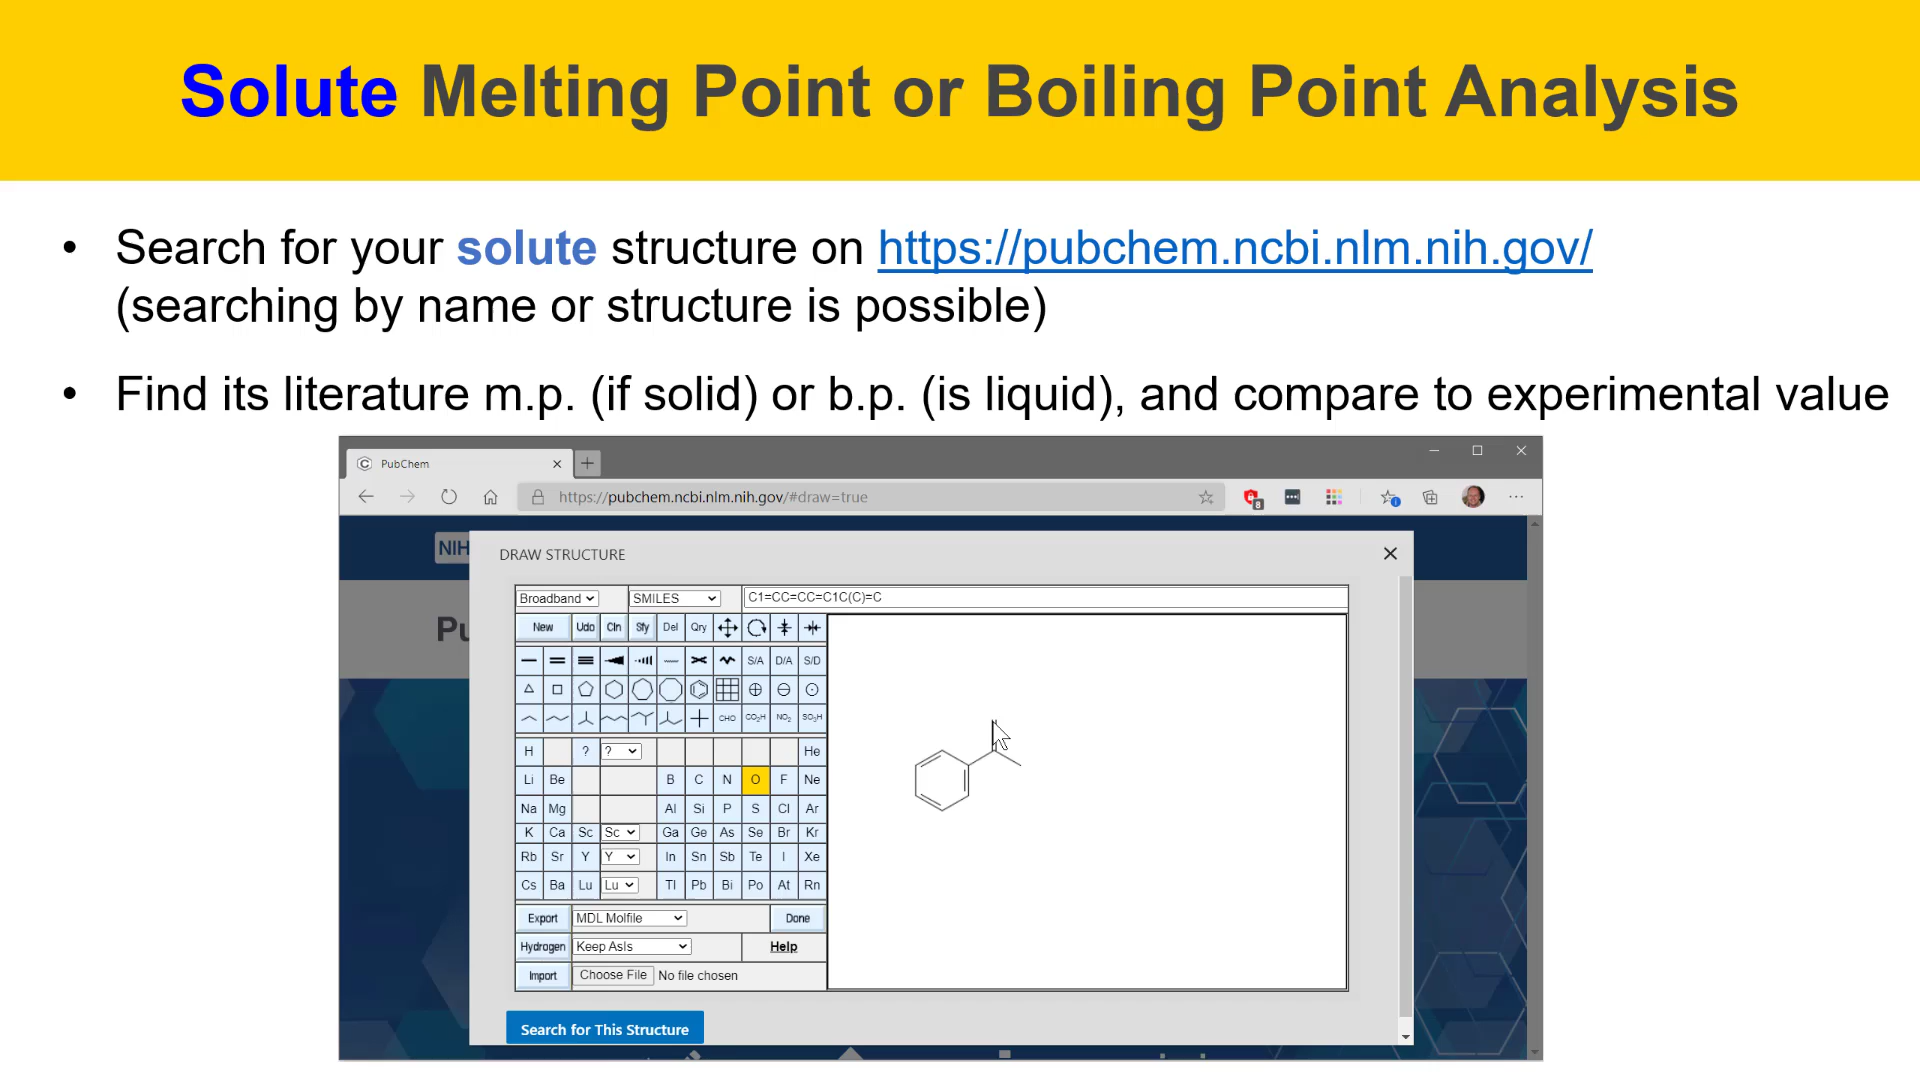 Solute Melting Point or Boiling Point Analysis
• Search for your solute structure on https://pubchem.ncbi.nlm.nih.gov/
(searching by name or structure is possible)
• Find its literature m.p. (if solid) or b.p. (is liquid), and compare to experimental value
PubChem
https://pubchem.ncbi.nlm.nih.gov/#draw=true
8
NIH
DRAW STRUCTURE
Broadband SMILES C1=CC=CC=C1C(C)=C
New Udo Cln Sfy Del Qry
Pu
S/A D/A S/D
CHO CO2H NO2 SO3H
H ? ? He
Li Be B C N O F Ne
Na Mg Al Si P S Cl Ar
K Ca Sc Sc Ga Ge As Se Br Kr
Rb Sr Y Y In Sn Sb Te I Xe
Cs Ba Lu Lu Tl Pb Bi Po At Rn
Export MDL Molfile Done
Hydrogen Keep AsIs Help
Import Choose File No file chosen
Search for This Structure